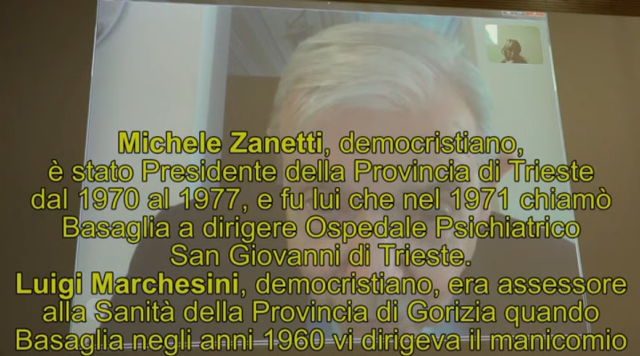 Michele Zanetti, democristiano,
è stato Presidente della Provincia di Trieste
dal 1970 al 1977, e fu lui che nel 1971 chiamò
Basaglia a dirigere Ospedale Psichiatrico
San Giovanni di Trieste.
Luigi Marchesini, democristiano, era assessore
alla Sanità della Provincia di Gorizia quando
Basaglia negli anni 1960 vi dirigeva il manicomio